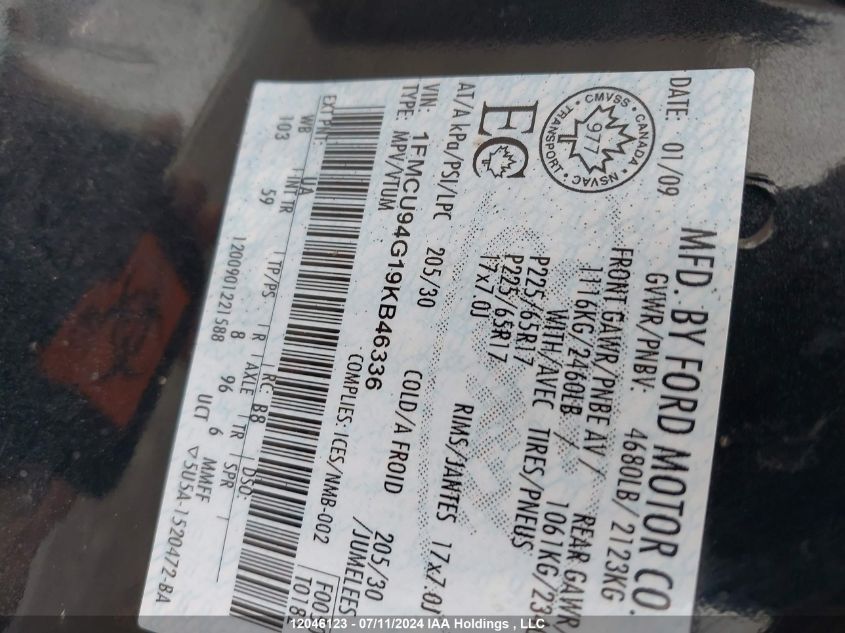 MFD. BY FORD MOTOR CO.
DATE: 01/09
GVWR/PNBV: 4680LB/ 2123KG
FRONT GAWR/PNBE AV/ REAR GAWR/
1116KG/2460LB / 1061KG/
WITH/AVEC TIRES/PNEUS
P225/65R17
P225/65R17
17x7.0J
RIMS/JANTES 17x7.0J
CMVSS · CANADA
977
NSVAC
TRANSPORT
EC
AT/A kPa/PSI/LPC 205/30 COLD/A FROID 205/30 /JUMELEES
VIN: 1FMCU94G19KB46336
TYPE: MPV/VTUM
COMPLIES: ICES/NMB-002
EXT PNT: UA RC: B8 DSO:
WB INT TR TP/PS R AXLE TR SPR
103 59 8 96 6 MMFF
1200901221588 UCT ▽5U5A-1520472-BA
12046123 - 07/11/2024 IAA Holdings , LLC